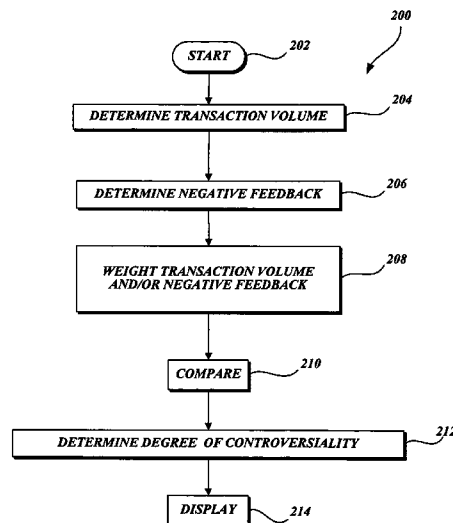 200
START
202
DETERMINE TRANSACTION VOLUME
204
DETERMINE NEGATIVE FEEDBACK
206
WEIGHT TRANSACTION VOLUME
AND/OR NEGATIVE FEEDBACK
208
COMPARE
210
DETERMINE DEGREE OF CONTROVERSIALITY
212
DISPLAY
214